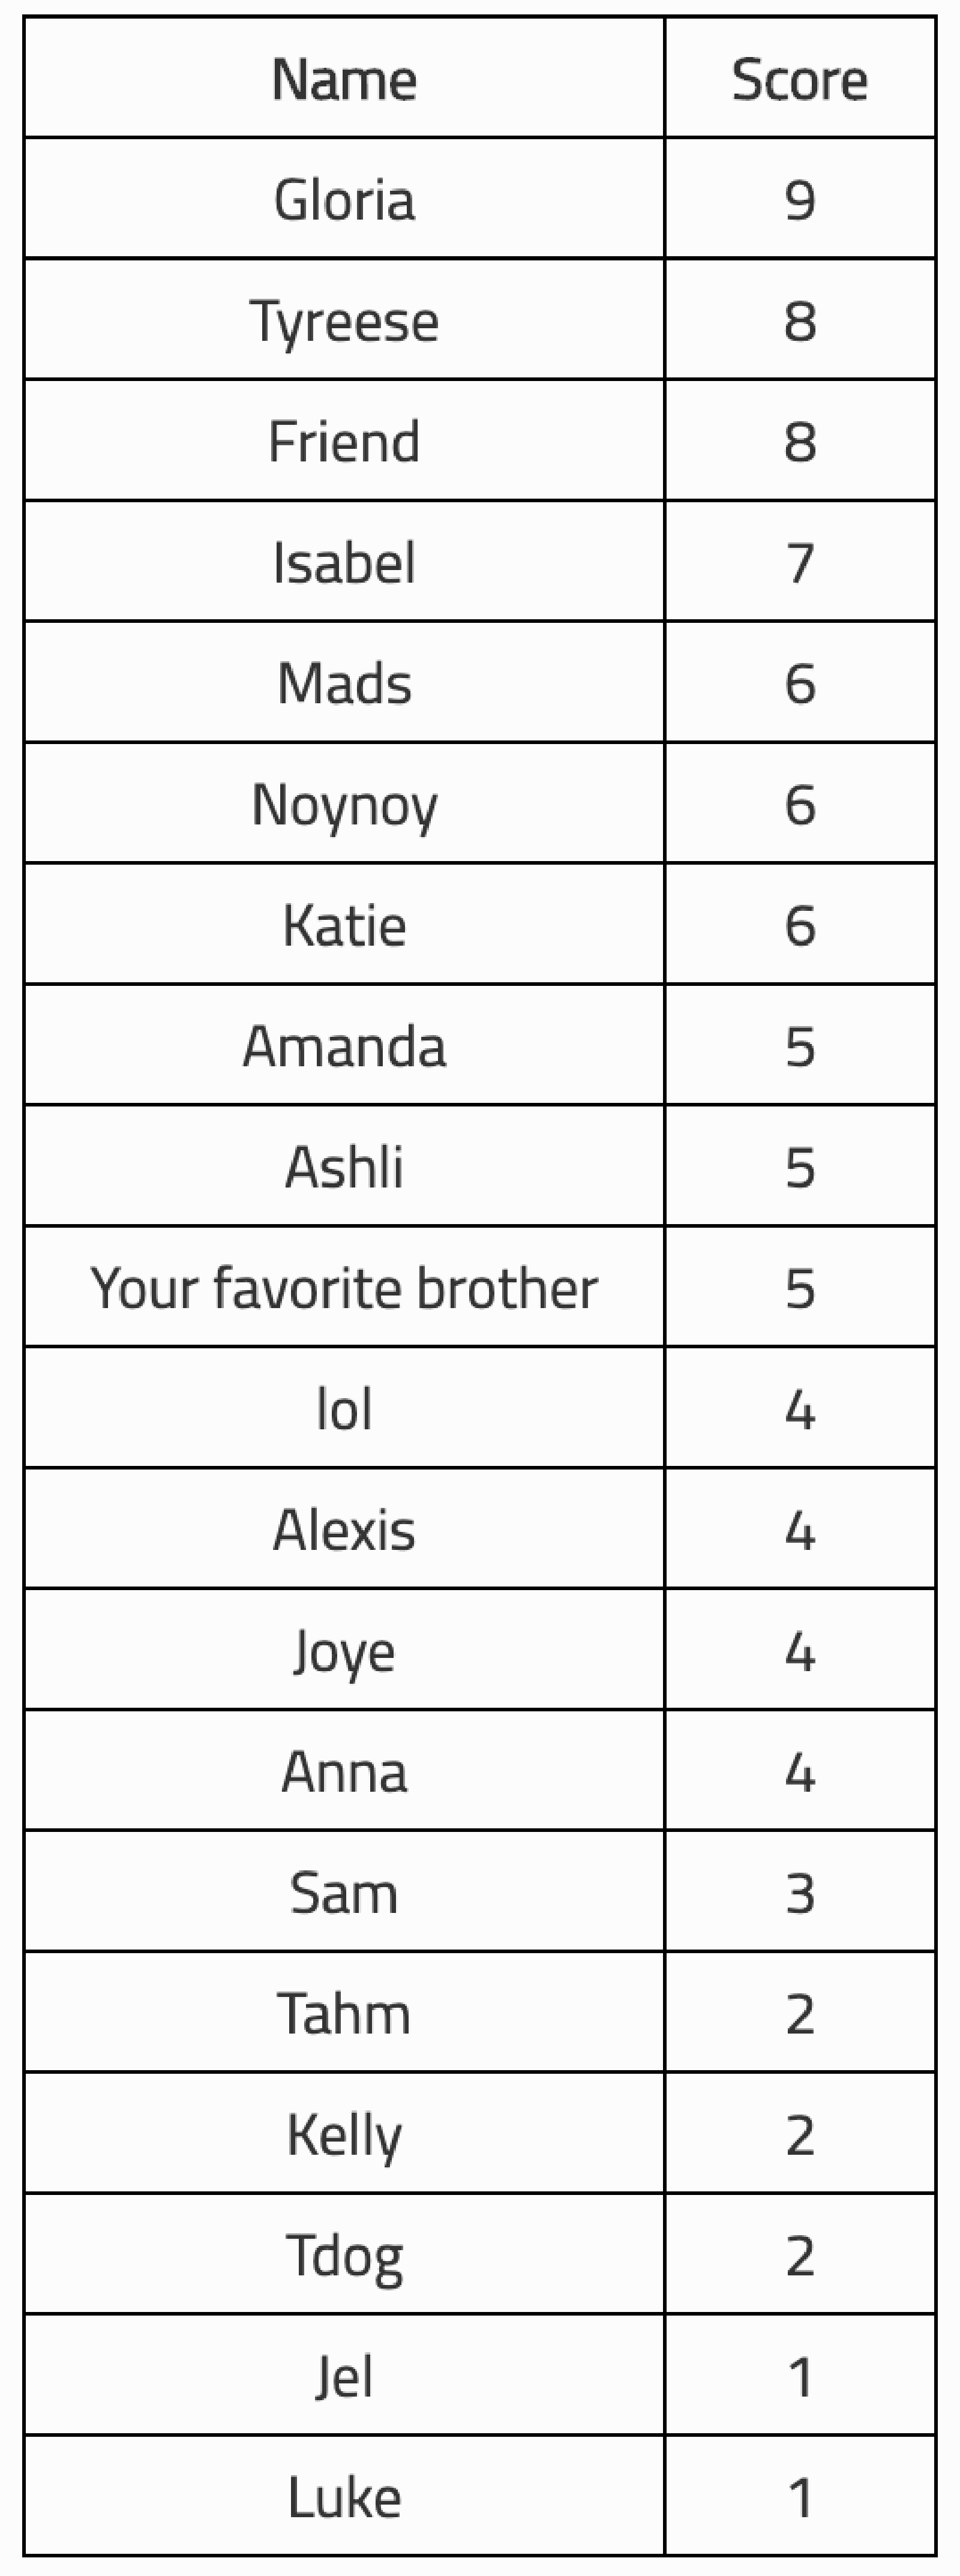 Name Score
Gloria 9
Tyreese 8
Friend 8
Isabel 7
Mads 6
Noynoy 6
Katie 6
Amanda 5
Ashli 5
Your favorite brother 5
lol 4
Alexis 4
Joye 4
Anna 4
Sam 3
Tahm 2
Kelly 2
Tdog 2
Jel 1
Luke 1